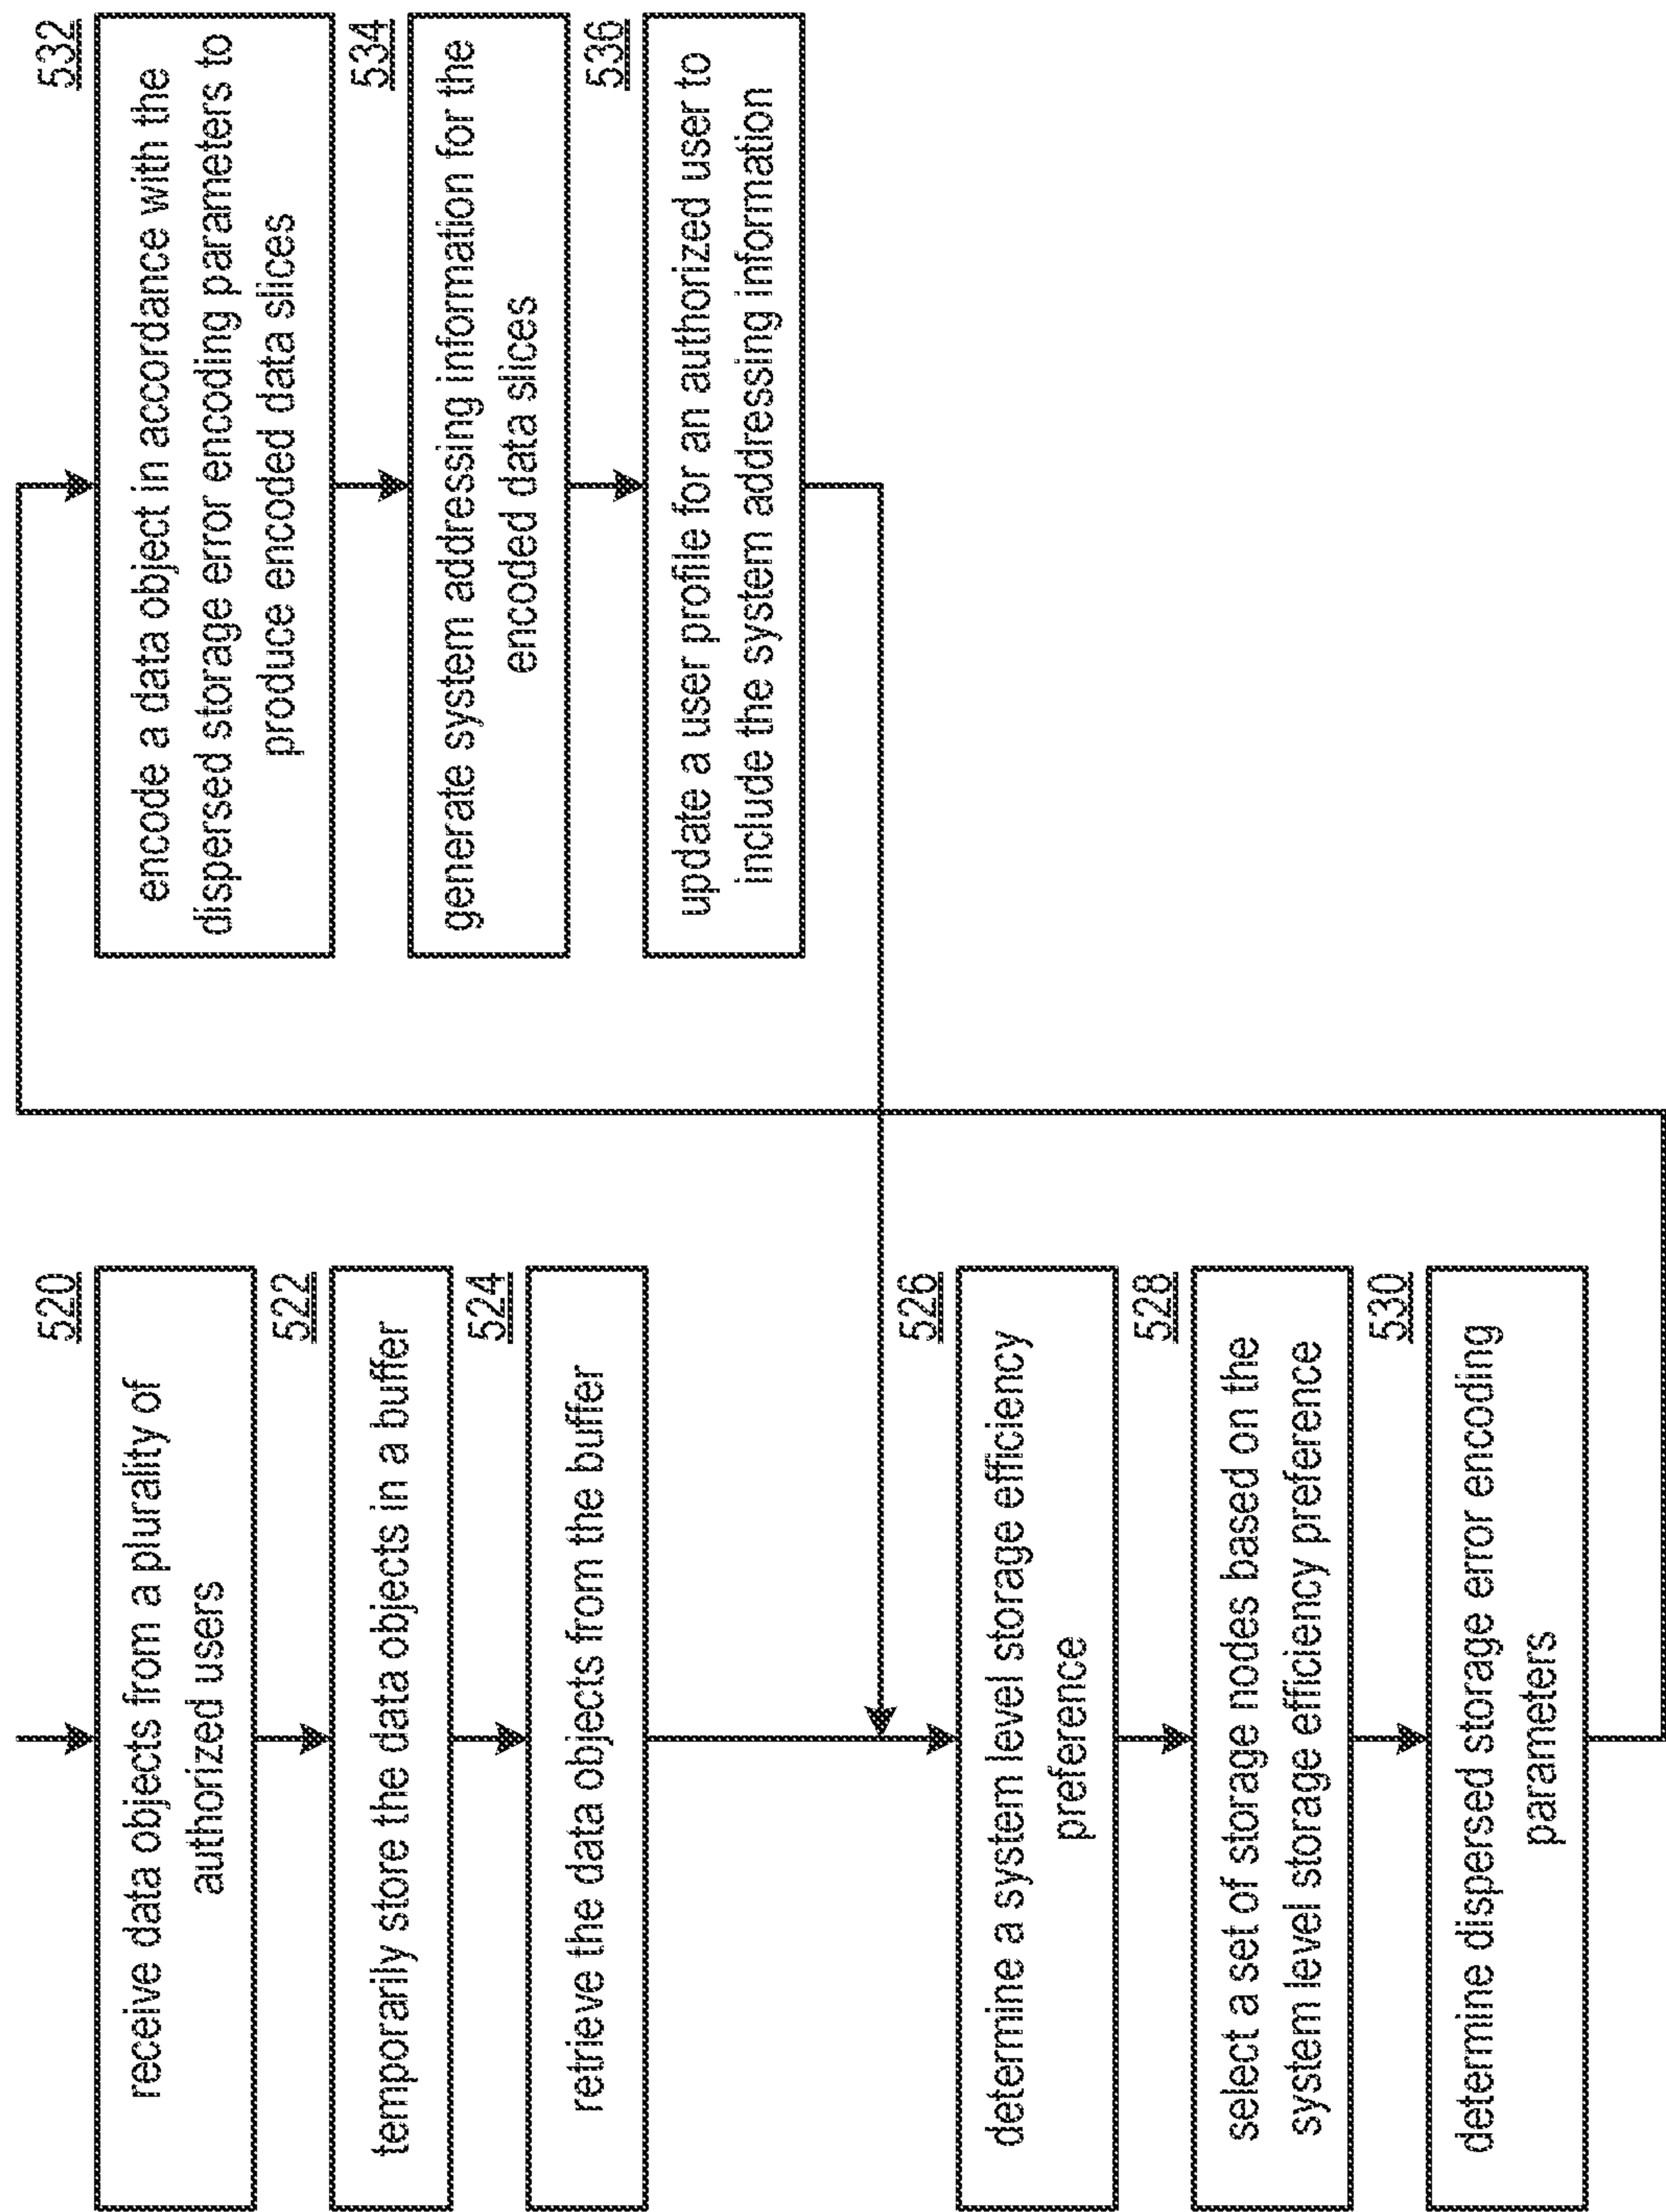 520
receive data objects from a plurality of
authorized users
522
temporarily store the data objects in a buffer
524
retrieve the data objects from the buffer
526
determine a system level storage efficiency
preference
528
select a set of storage nodes based on the
system level storage efficiency preference
530
determine dispersed storage error encoding
parameters
532
encode a data object in accordance with the
dispersed storage error encoding parameters to
produce encoded data slices
534
generate system addressing information for the
encoded data slices
536
update a user profile for an authorized user to
include the system addressing information